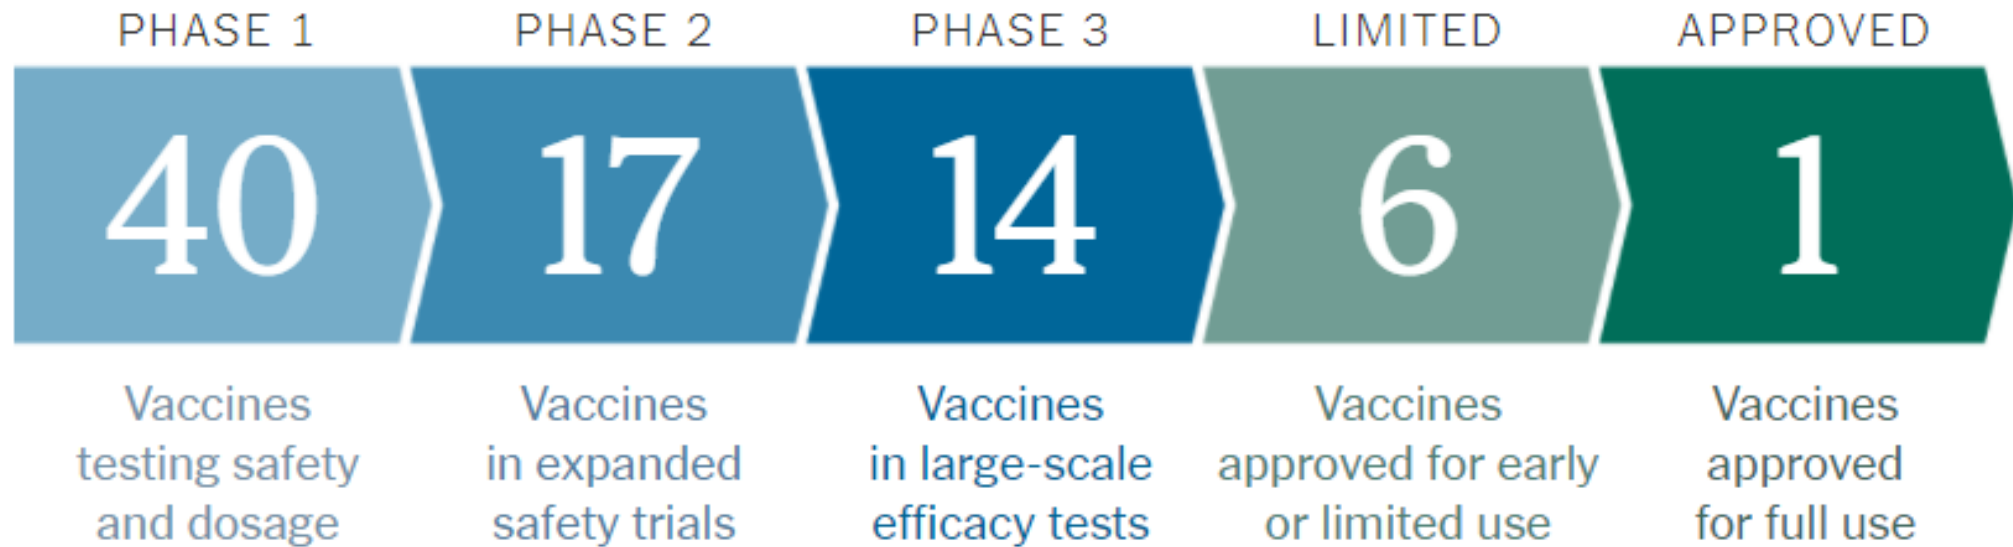 PHASE 1 PHASE 2 PHASE 3 LIMITED APPROVED
40 17 14 6 1
Vaccines Vaccines Vaccines Vaccines Vaccines
testing safety in expanded in large-scale approved for early approved
and dosage safety trials efficacy tests or limited use for full use